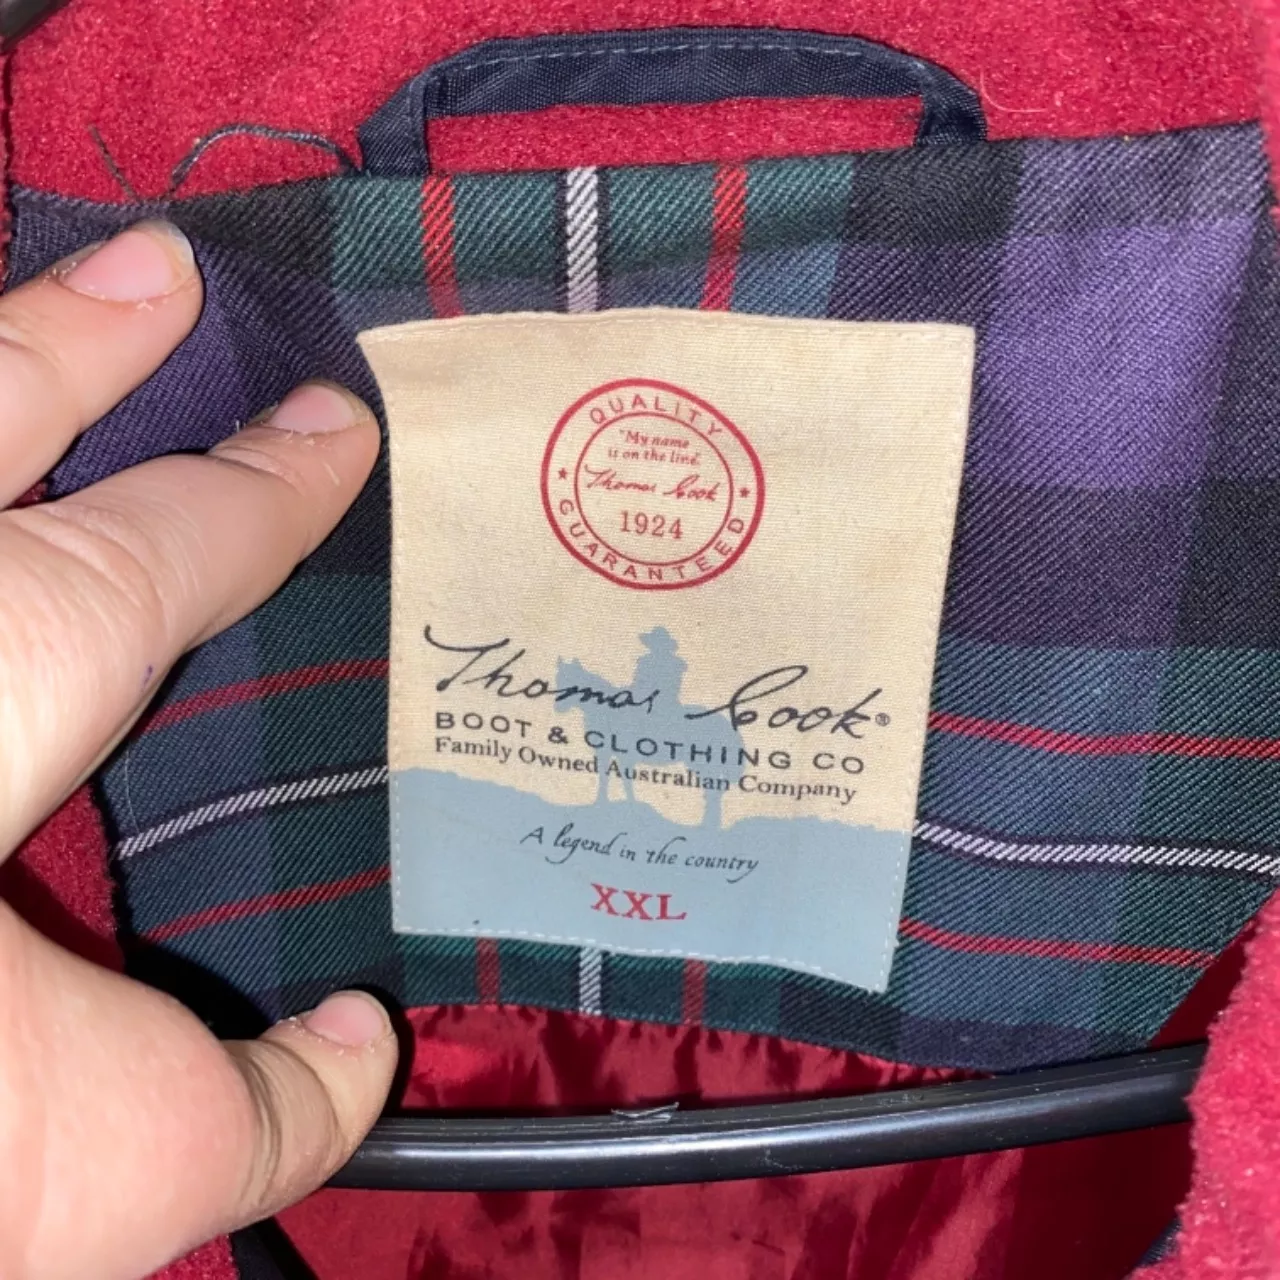 QUALITY
"My name
is on the line".
Thomas Cook
1924
GUARANTEED
Thomas Cook®
BOOT & CLOTHING CO
Family Owned Australian Company
A legend in the country
XXL